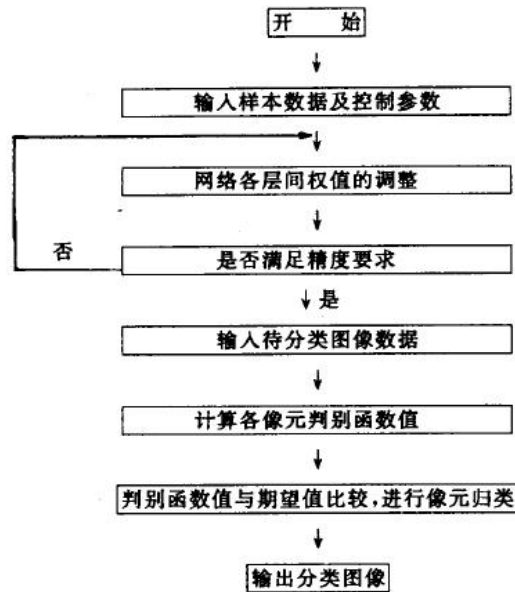 开 始
输入样本数据及控制参数
网络各层间权值的调整
否
是否满足精度要求
是
输入待分类图像数据
计算各像元判别函数值
判别函数值与期望值比较,进行像元归类
输出分类图像